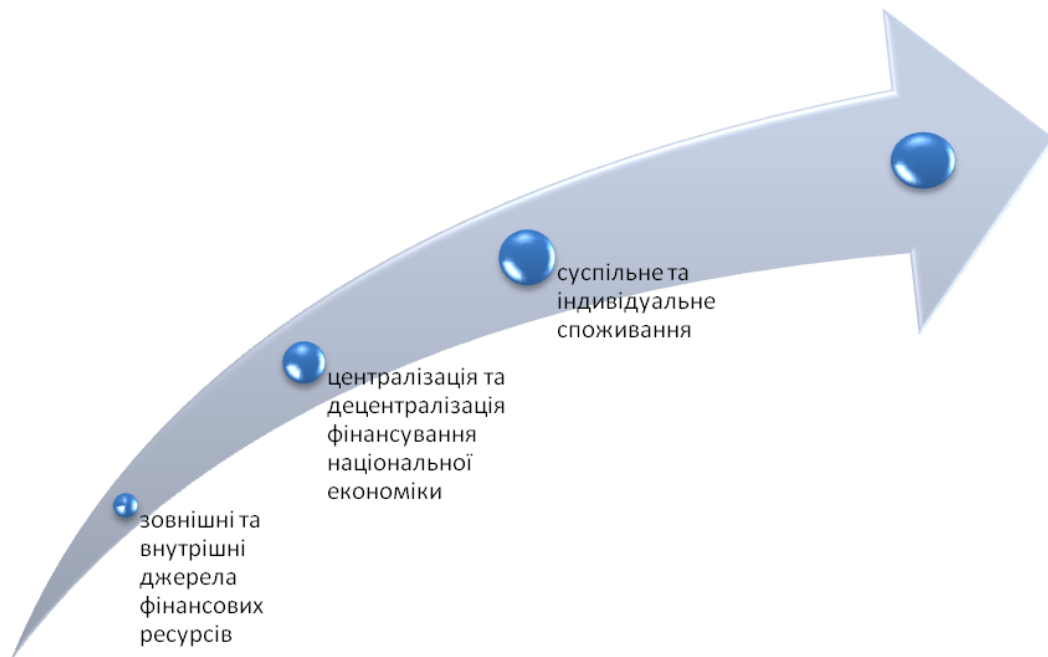 суспільне та
індивідуальне
споживання
централізація та
децентралізація
фінансування
національної
економіки
зовнішні та
внутрішні
джерела
фінансових
ресурсів